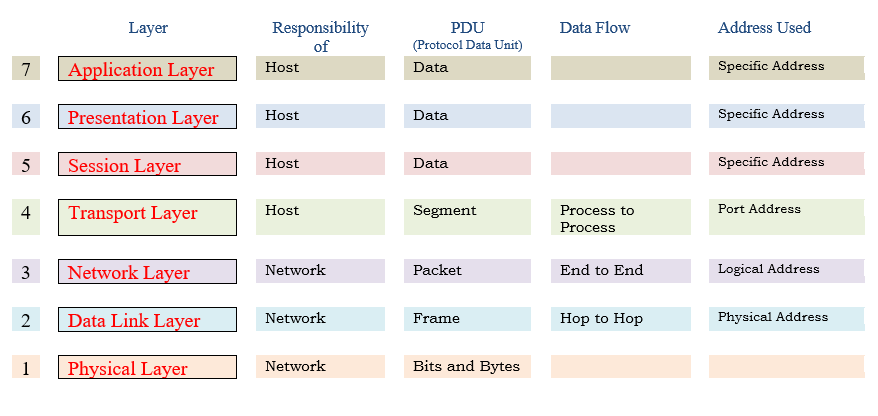 Layer Responsibility of PDU (Protocol Data Unit) Data Flow Address Used
7 Application Layer Host Data Specific Address
6 Presentation Layer Host Data Specific Address
5 Session Layer Host Data Specific Address
4 Transport Layer Host Segment Process to Process Port Address
3 Network Layer Network Packet End to End Logical Address
2 Data Link Layer Network Frame Hop to Hop Physical Address
1 Physical Layer Network Bits and Bytes